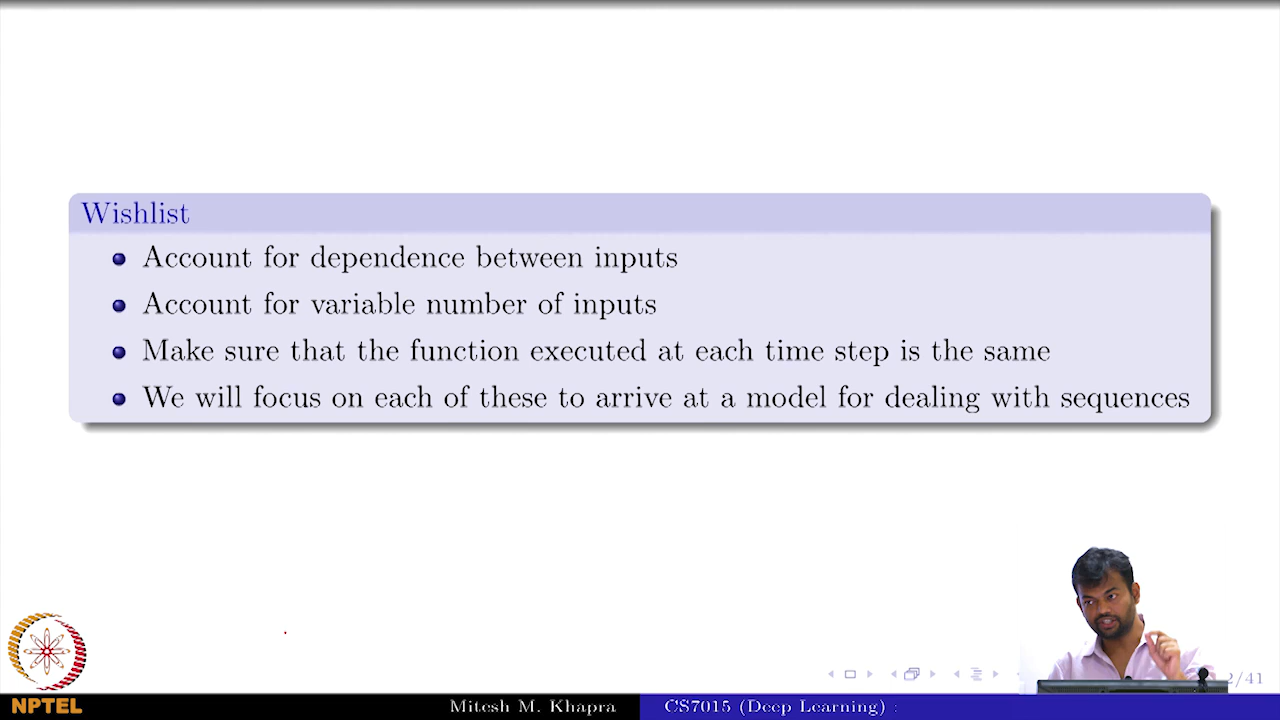 Wishlist
Account for dependence between inputs
Account for variable number of inputs
Make sure that the function executed at each time step is the same
We will focus on each of these to arrive at a model for dealing with sequences
2/41
NPTEL
Mitesh M. Khapra
CS7015 (Deep Learning) :